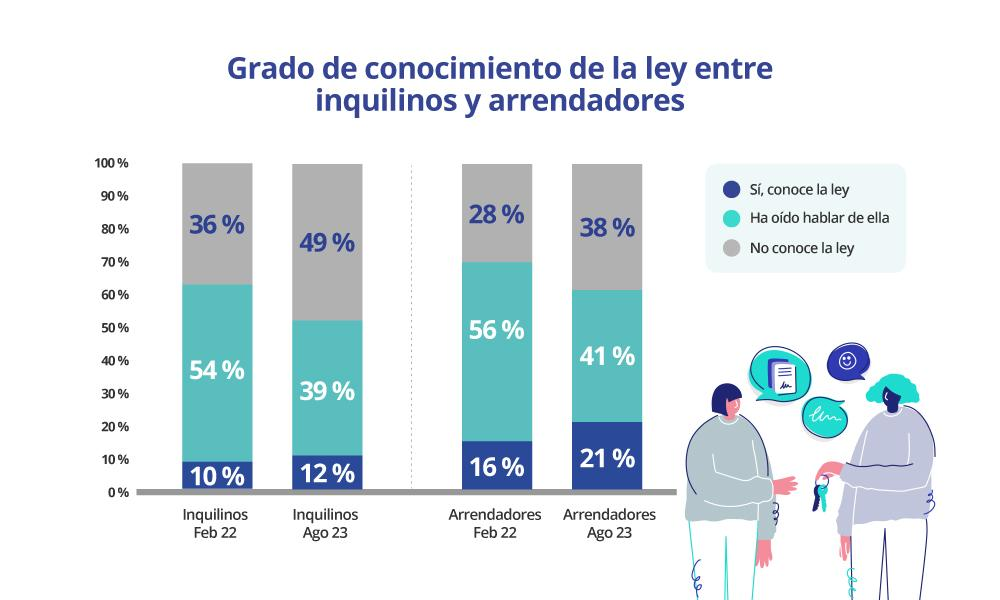 Grado de conocimiento de la ley entre
inquilinos y arrendadores
100 %
90 %
80 %
70 %
60 %
50 %
40 %
30 %
20 %
10 %
0 %
36 %
54 %
10 %
49 %
39 %
12 %
28 %
56 %
16 %
38 %
41 %
21 %
Inquilinos
Feb 22
Inquilinos
Ago 23
Arrendadores
Feb 22
Arrendadores
Ago 23
Sí, conoce la ley
Ha oído hablar de ella
No conoce la ley